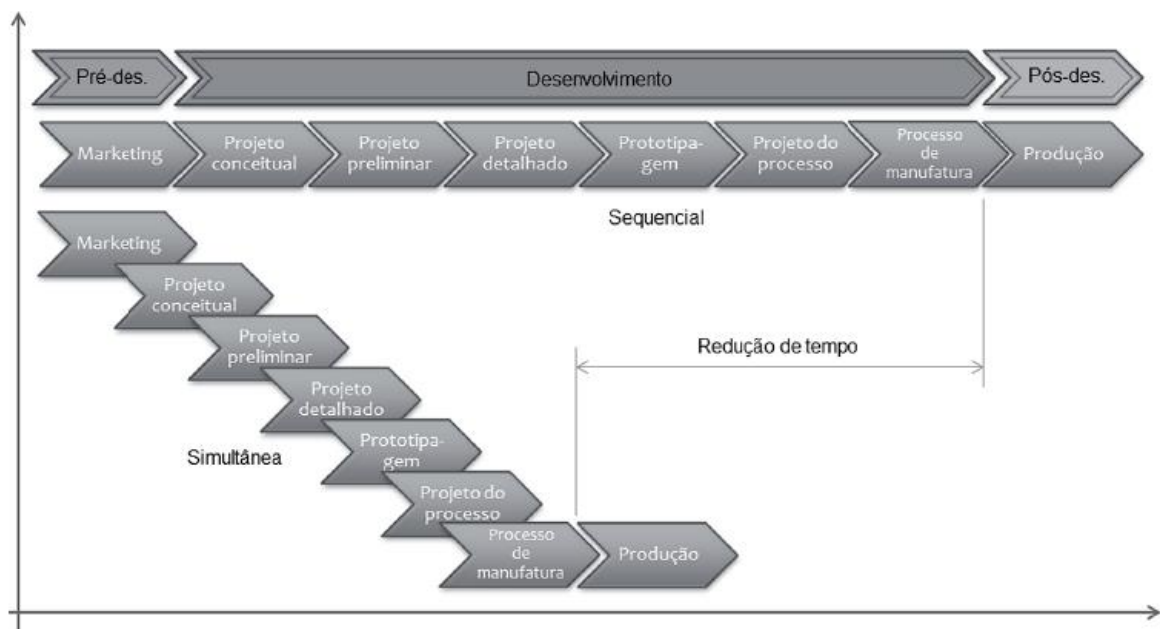 Pré-des.
Desenvolvimento
Pós-des.
Marketing
Projeto
conceitual
Projeto
preliminar
Projeto
detalhado
Prototipa-
gem
Projeto do
processo
Processo
de
manufatura
Produção
Sequencial
Marketing
Projeto
conceitual
Projeto
preliminar
Redução de tempo
Projeto
detalhado
Simultânea
Prototipa-
gem
Projeto do
processo
Processo
de
manufatura
Produção